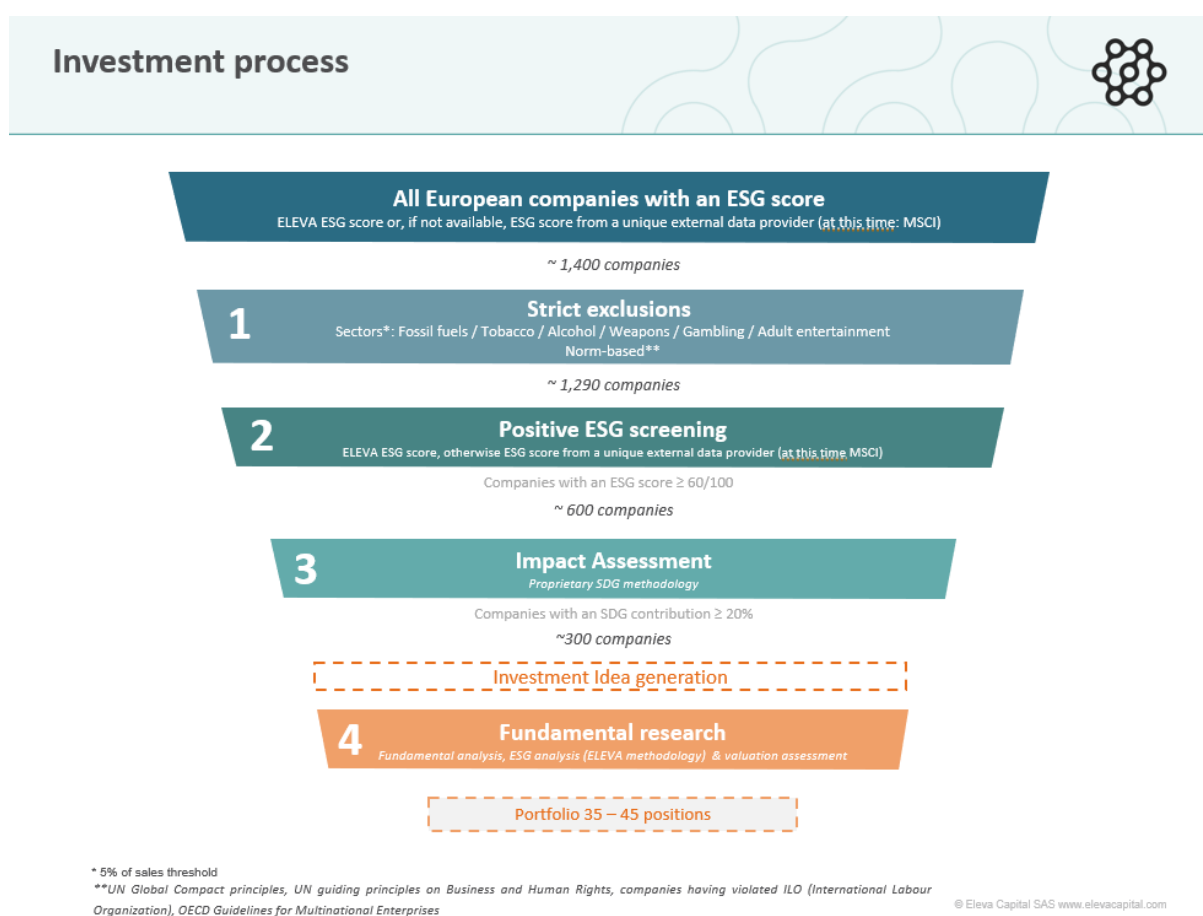 Investment process
All European companies with an ESG score
ELEVA ESG score or, if not available, ESG score from a unique external data provider (at this time: MSCI)
~ 1,400 companies
1
Strict exclusions
Sectors*: Fossil fuels / Tobacco / Alcohol / Weapons / Gambling / Adult entertainment
Norm-based**
~ 1,290 companies
2
Positive ESG screening
ELEVA ESG score, otherwise ESG score from a unique external data provider (at this time MSCI)
Companies with an ESG score ≥ 60/100
~ 600 companies
3
Impact Assessment
Proprietary SDG methodology
Companies with an SDG contribution ≥ 20%
~300 companies
Investment Idea generation
4
Fundamental research
Fundamental analysis, ESG analysis (ELEVA methodology) & valuation assessment
Portfolio 35 – 45 positions
* 5% of sales threshold
**UN Global Compact principles, UN guiding principles on Business and Human Rights, companies having violated ILO (International Labour
Organization), OECD Guidelines for Multinational Enterprises
© Eleva Capital SAS www.elevacapital.com